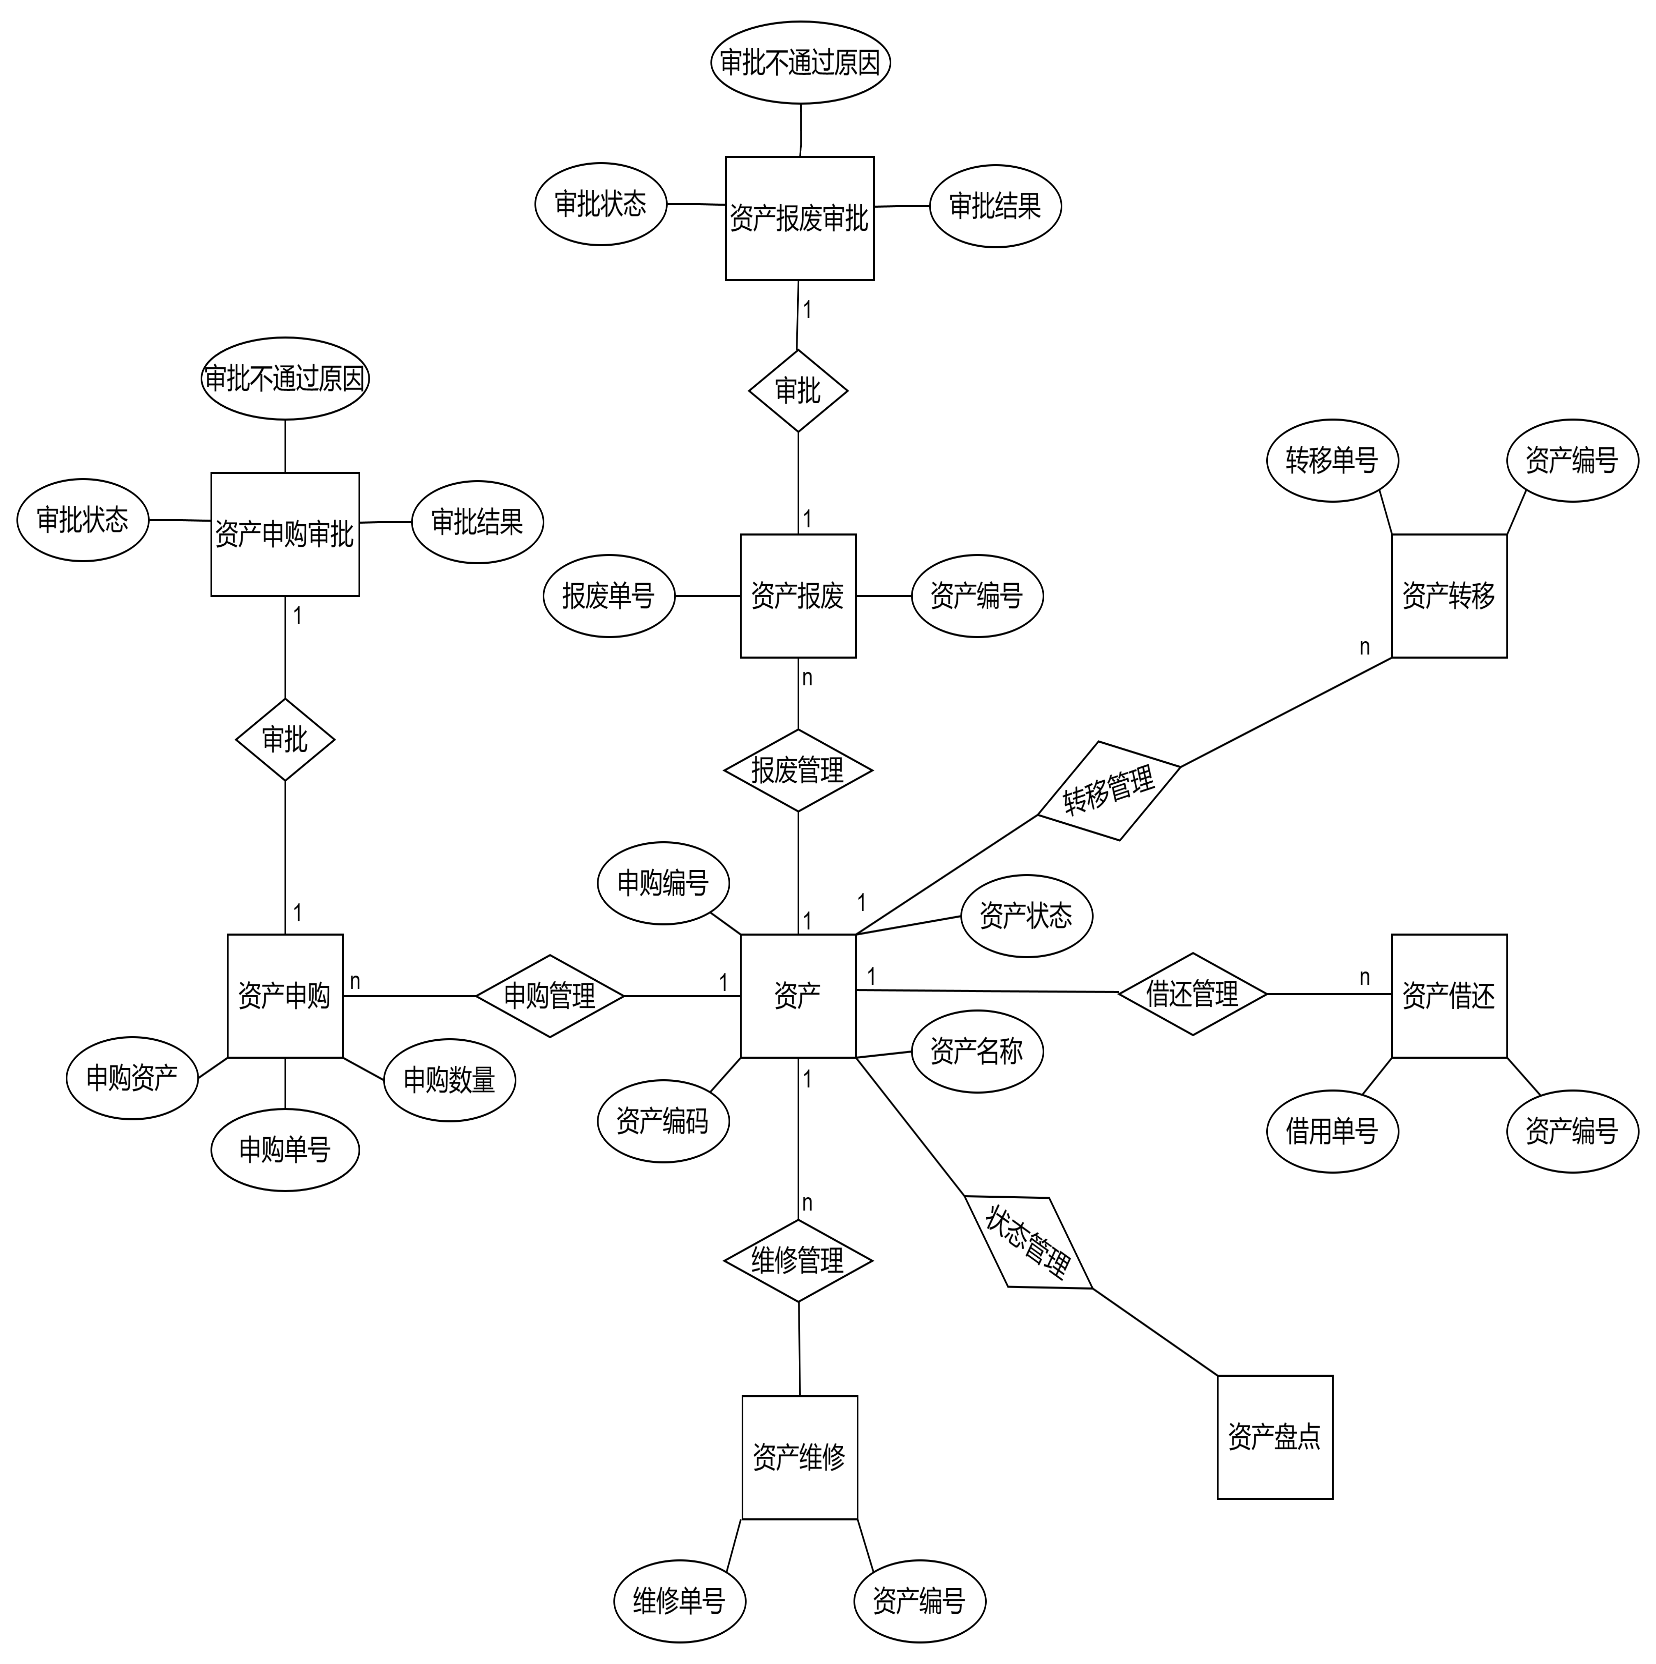 审批不通过原因
审批状态
资产报废审批
审批结果
1
审批
审批不通过原因
转移单号
资产编号
审批状态
资产申购审批
审批结果
1
报废单号
资产报废
资产编号
资产转移
1
n
n
审批
报废管理
转移管理
申购编号
1
1
1
资产状态
资产申购
n
申购管理
1
资产
1
借还管理
n
资产借还
资产名称
申购资产
申购数量
1
资产编码
借用单号
资产编号
申购单号
n
状态管理
维修管理
资产盘点
资产维修
维修单号
资产编号